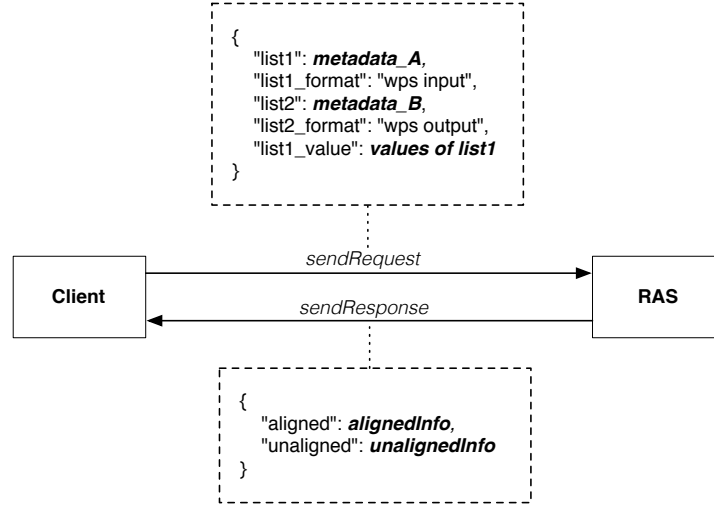 {
"list1": metadata_A,
"list1_format": "wps input",
"list2": metadata_B,
"list2_format": "wps output",
"list1_value": values of list1
}
sendRequest
Client
RAS
sendResponse
{
"aligned": alignedInfo,
"unaligned": unalignedInfo
}